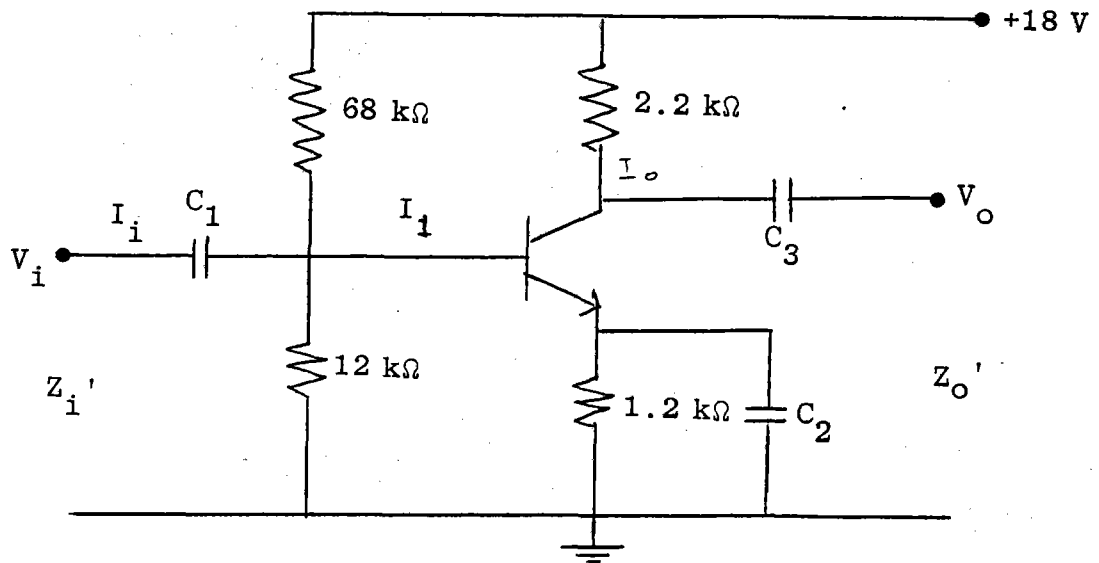 +18 V
68 kΩ
2.2 kΩ
I_o
I_i
C_1
I_1
V_i
V_o
C_3
12 kΩ
Z_i'
1.2 kΩ
C_2
Z_o'